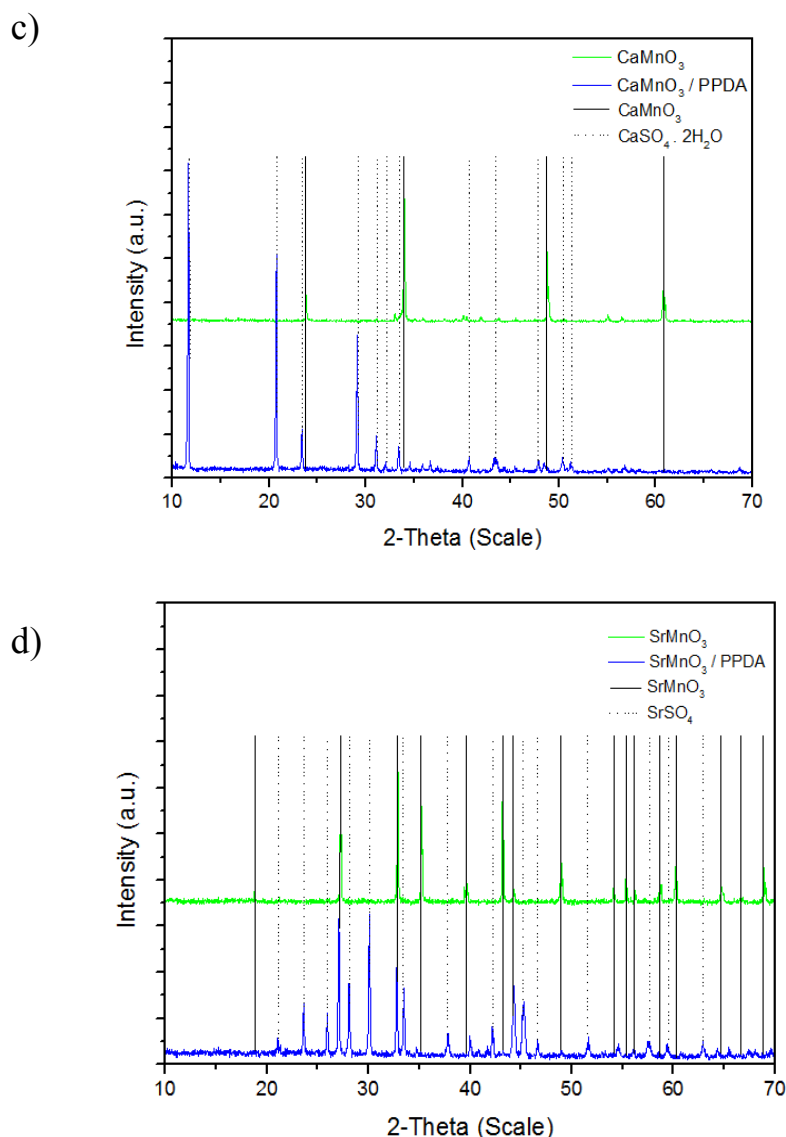 c)
CaMnO₃
CaMnO₃ / PPDA
CaMnO₃
CaSO₄ . 2H₂O
Intensity (a.u.)
10 20 30 40 50 60 70
2-Theta (Scale)
d)
SrMnO₃
SrMnO₃ / PPDA
SrMnO₃
SrSO₄
Intensity (a.u.)
10 20 30 40 50 60 70
2-Theta (Scale)